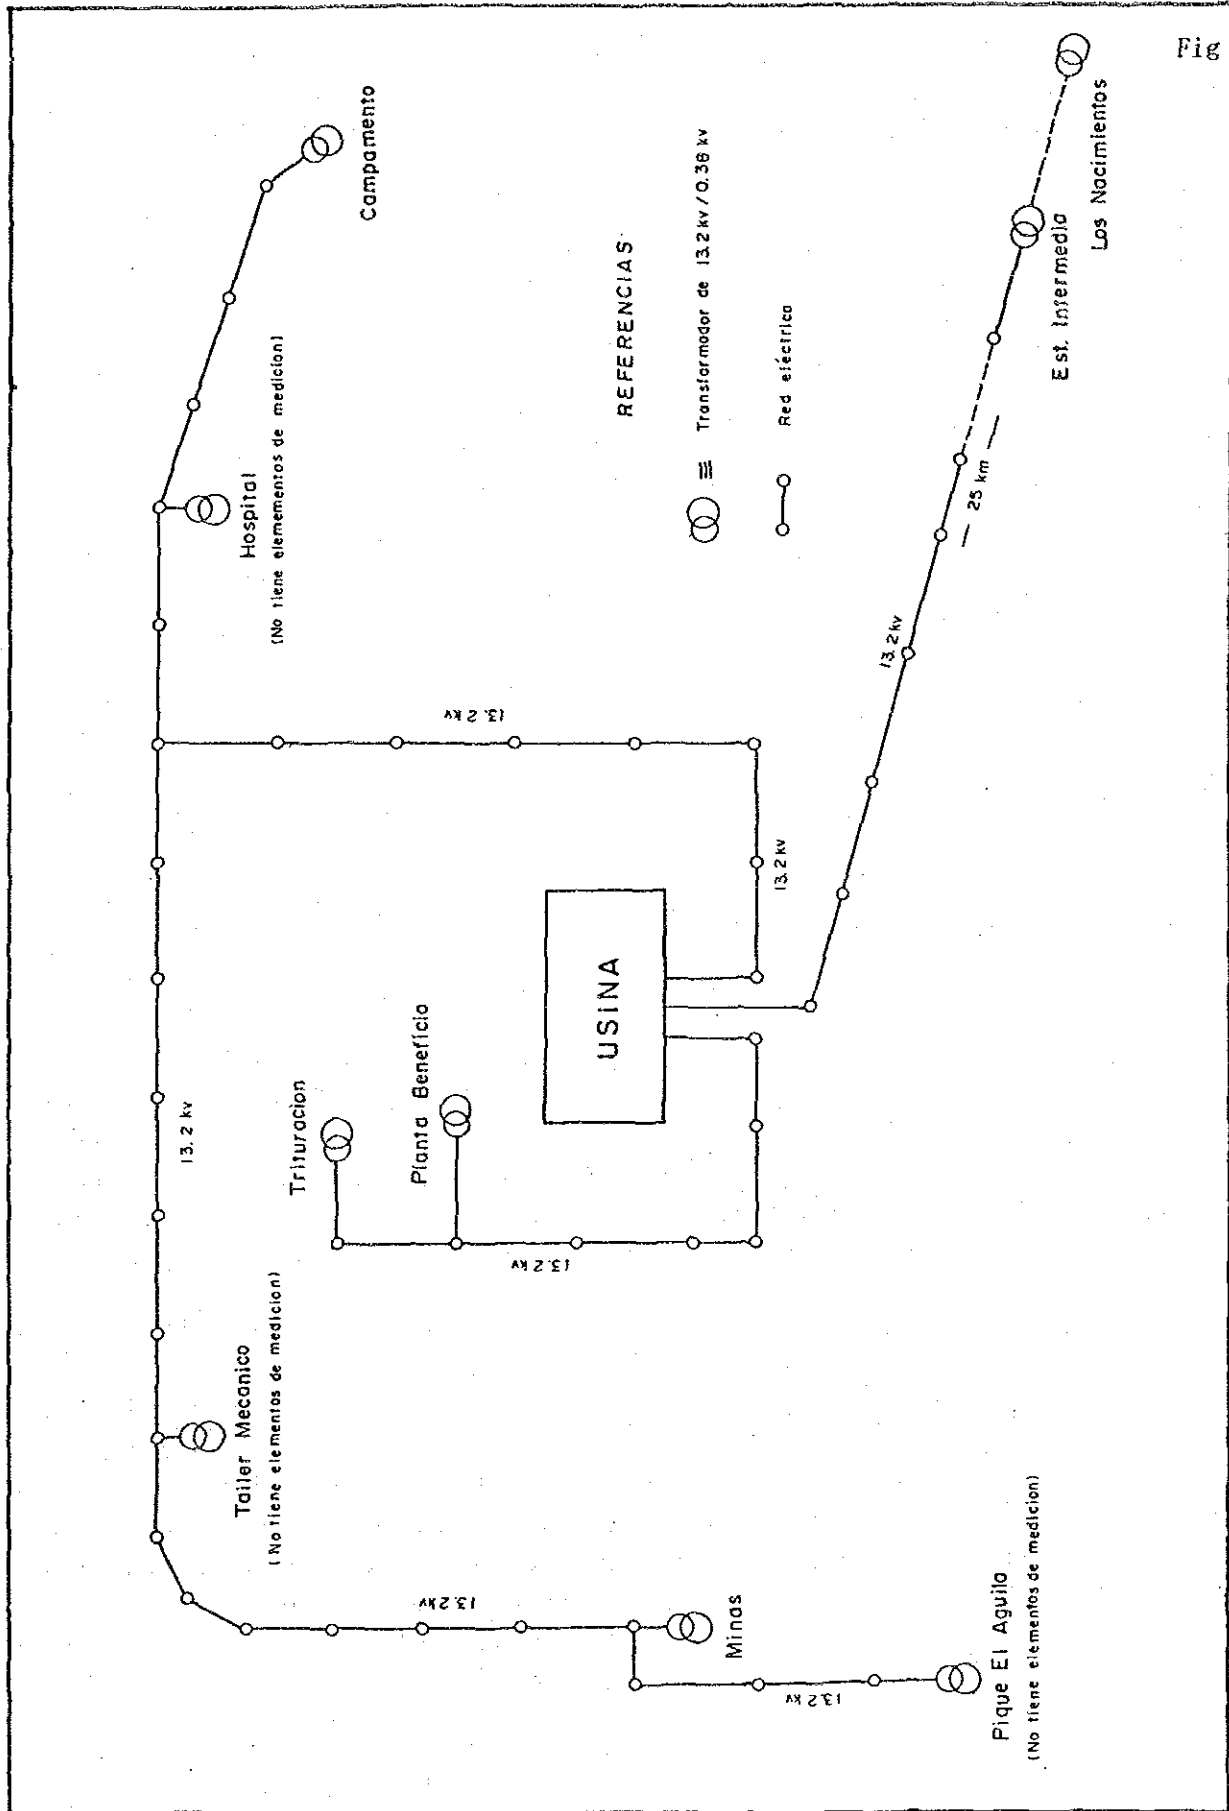 Fig
Campamento
Hospital
(No tiene elemementos de medicion)
REFERENCIAS
≡ Transformador de 13.2 kv / 0.38 kv
Red eléctrica
Los Nacimientos
Est. Intermedia
— 25 km —
13.2 kv
13.2 kv
13.2 kv
USINA
13.2 kv
Trituracion
Planta Beneficio
13.2 kv
Taller Mecanico
(No tiene elementos de medicion)
13.2 kv
Minas
13.2 kv
Pique El Aguila
(No tiene elementos de medicion)